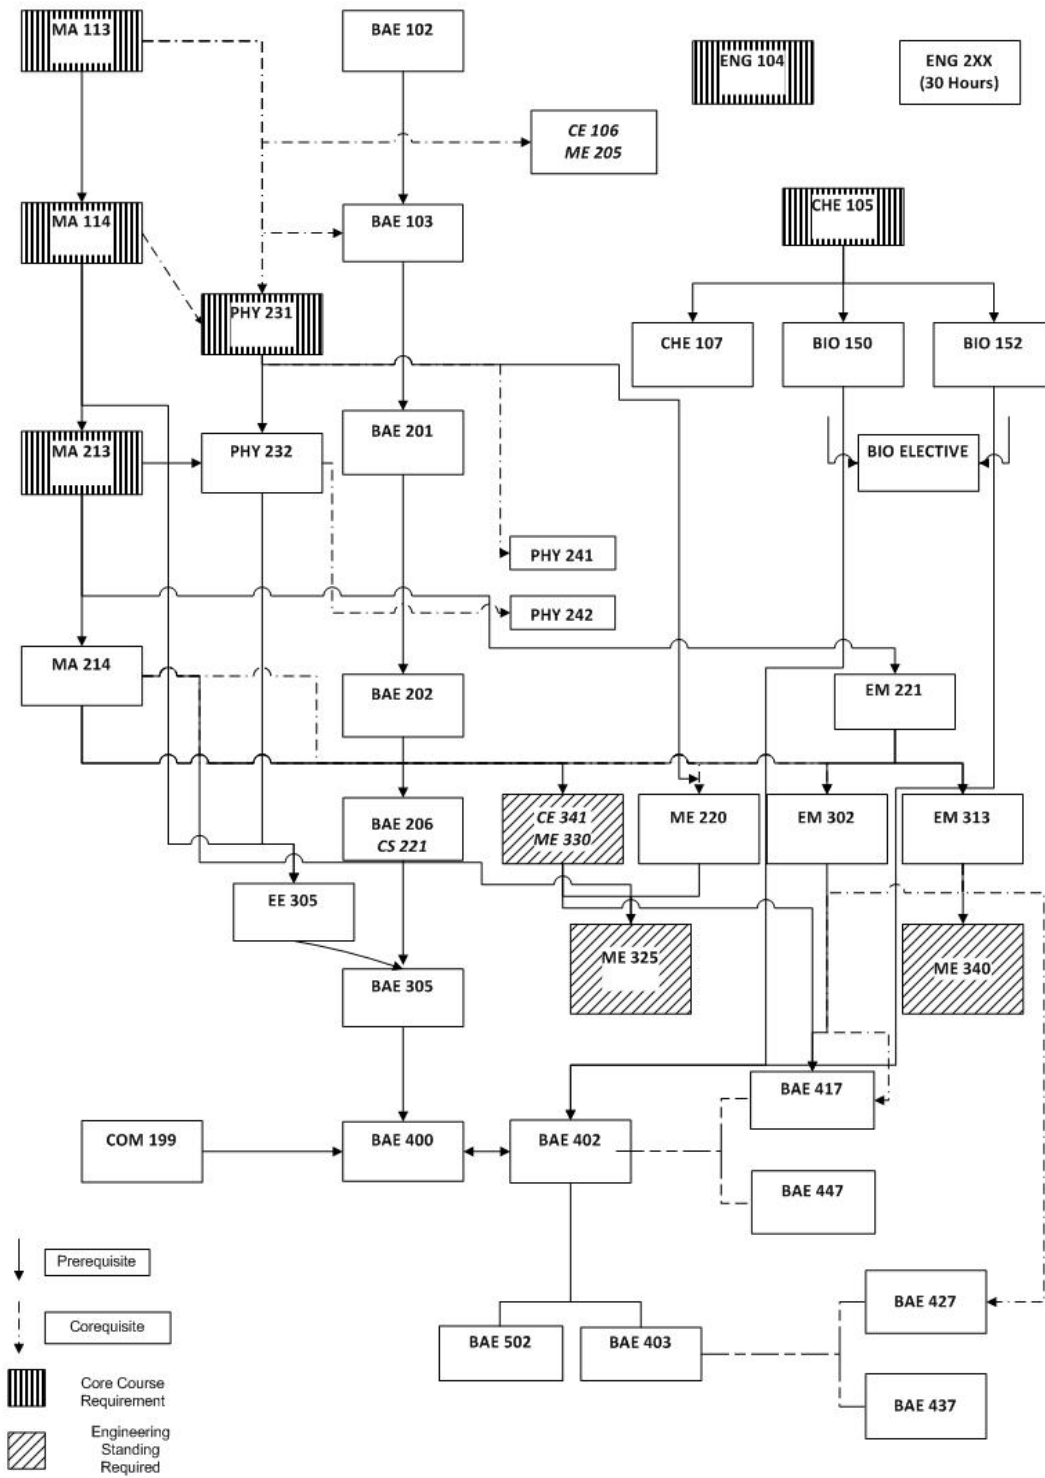 MA 113
BAE 102
ENG 104
ENG 2XX
(30 Hours)
CE 106
ME 205
MA 114
BAE 103
CHE 105
PHY 231
CHE 107
BIO 150
BIO 152
BAE 201
MA 213
PHY 232
BIO ELECTIVE
PHY 241
PHY 242
MA 214
BAE 202
EM 221
BAE 206
CS 221
CE 341
ME 330
ME 220
EM 302
EM 313
EE 305
ME 325
ME 340
BAE 305
BAE 417
COM 199
BAE 400
BAE 402
BAE 447
Prerequisite
Corequisite
BAE 427
BAE 502
BAE 403
Core Course
Requirement
BAE 437
Engineering
Standing
Required